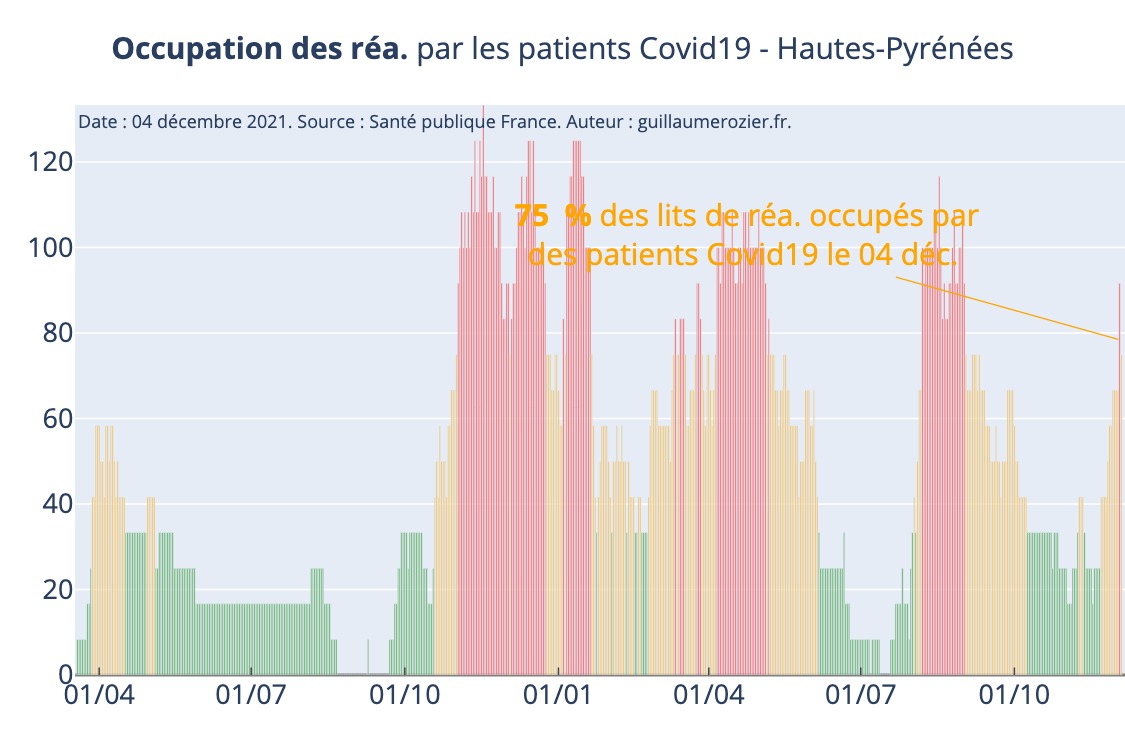 Occupation des réa. par les patients Covid19 - Hautes-Pyrénées
Date : 04 décembre 2021. Source : Santé publique France. Auteur : guillaumerozier.fr.
120
75 % des lits de réa. occupés par
100
des patients Covid19 le 04 déc.
80
60
40
20
0
01/04 01/07 01/10 01/01 01/04 01/07 01/10